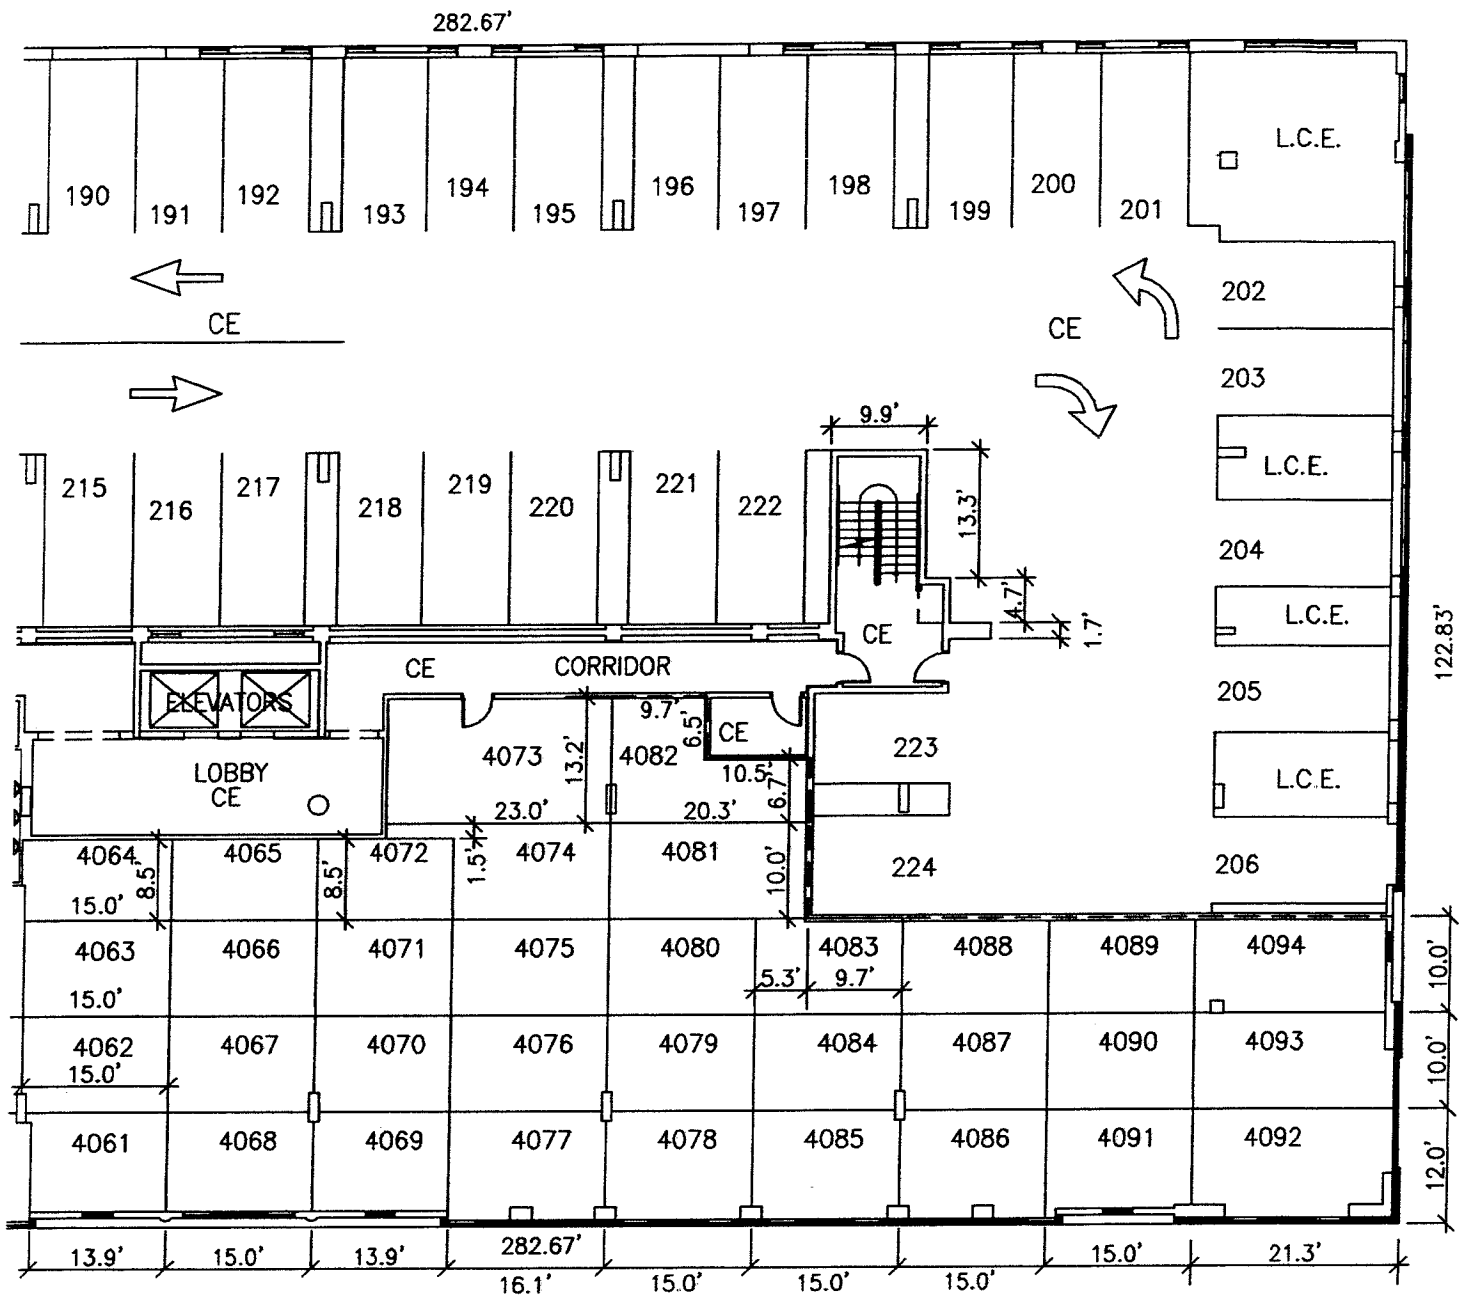 282.67'
L.C.E.
190 191 192 193 194 195 196 197 198 199 200 201
202
CE CE
203
9.9'
L.C.E.
215 216 217 218 219 220 221 222
13.3'
204
4.7'
L.C.E.
1.7'
122.83'
CE CORRIDOR CE
ELEVATORS
205
9.7'
6.5'
CE
4073 13.2' 4082
223
LOBBY
CE
10.5'
6.7'
L.C.E.
23.0' 20.3'
4064 4065 4072 4074 4081
8.5' 8.5' 1.5' 10.0'
224 206
15.0'
4063 4066 4071 4075 4080 4083 4088 4089 4094
10.0'
5.3' 9.7'
15.0'
4062 4067 4070 4076 4079 4084 4087 4090 4093
10.0'
15.0'
4061 4068 4069 4077 4078 4085 4086 4091 4092
12.0'
282.67'
13.9' 15.0' 13.9' 16.1' 15.0' 15.0' 15.0' 15.0' 21.3'